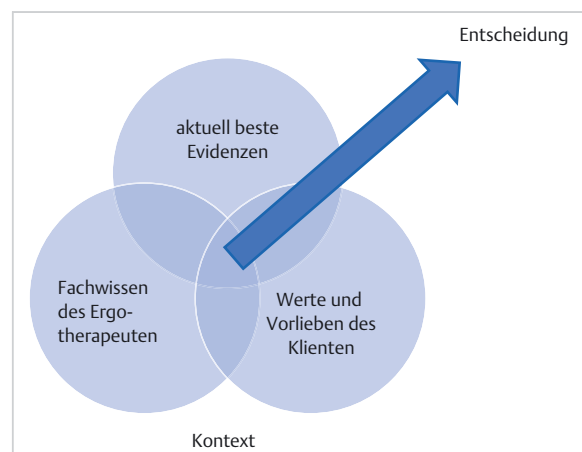 Entscheidung
aktuell beste
Evidenzen
Fachwissen
des Ergo-
therapeuten
Werte und
Vorlieben des
Klienten
Kontext